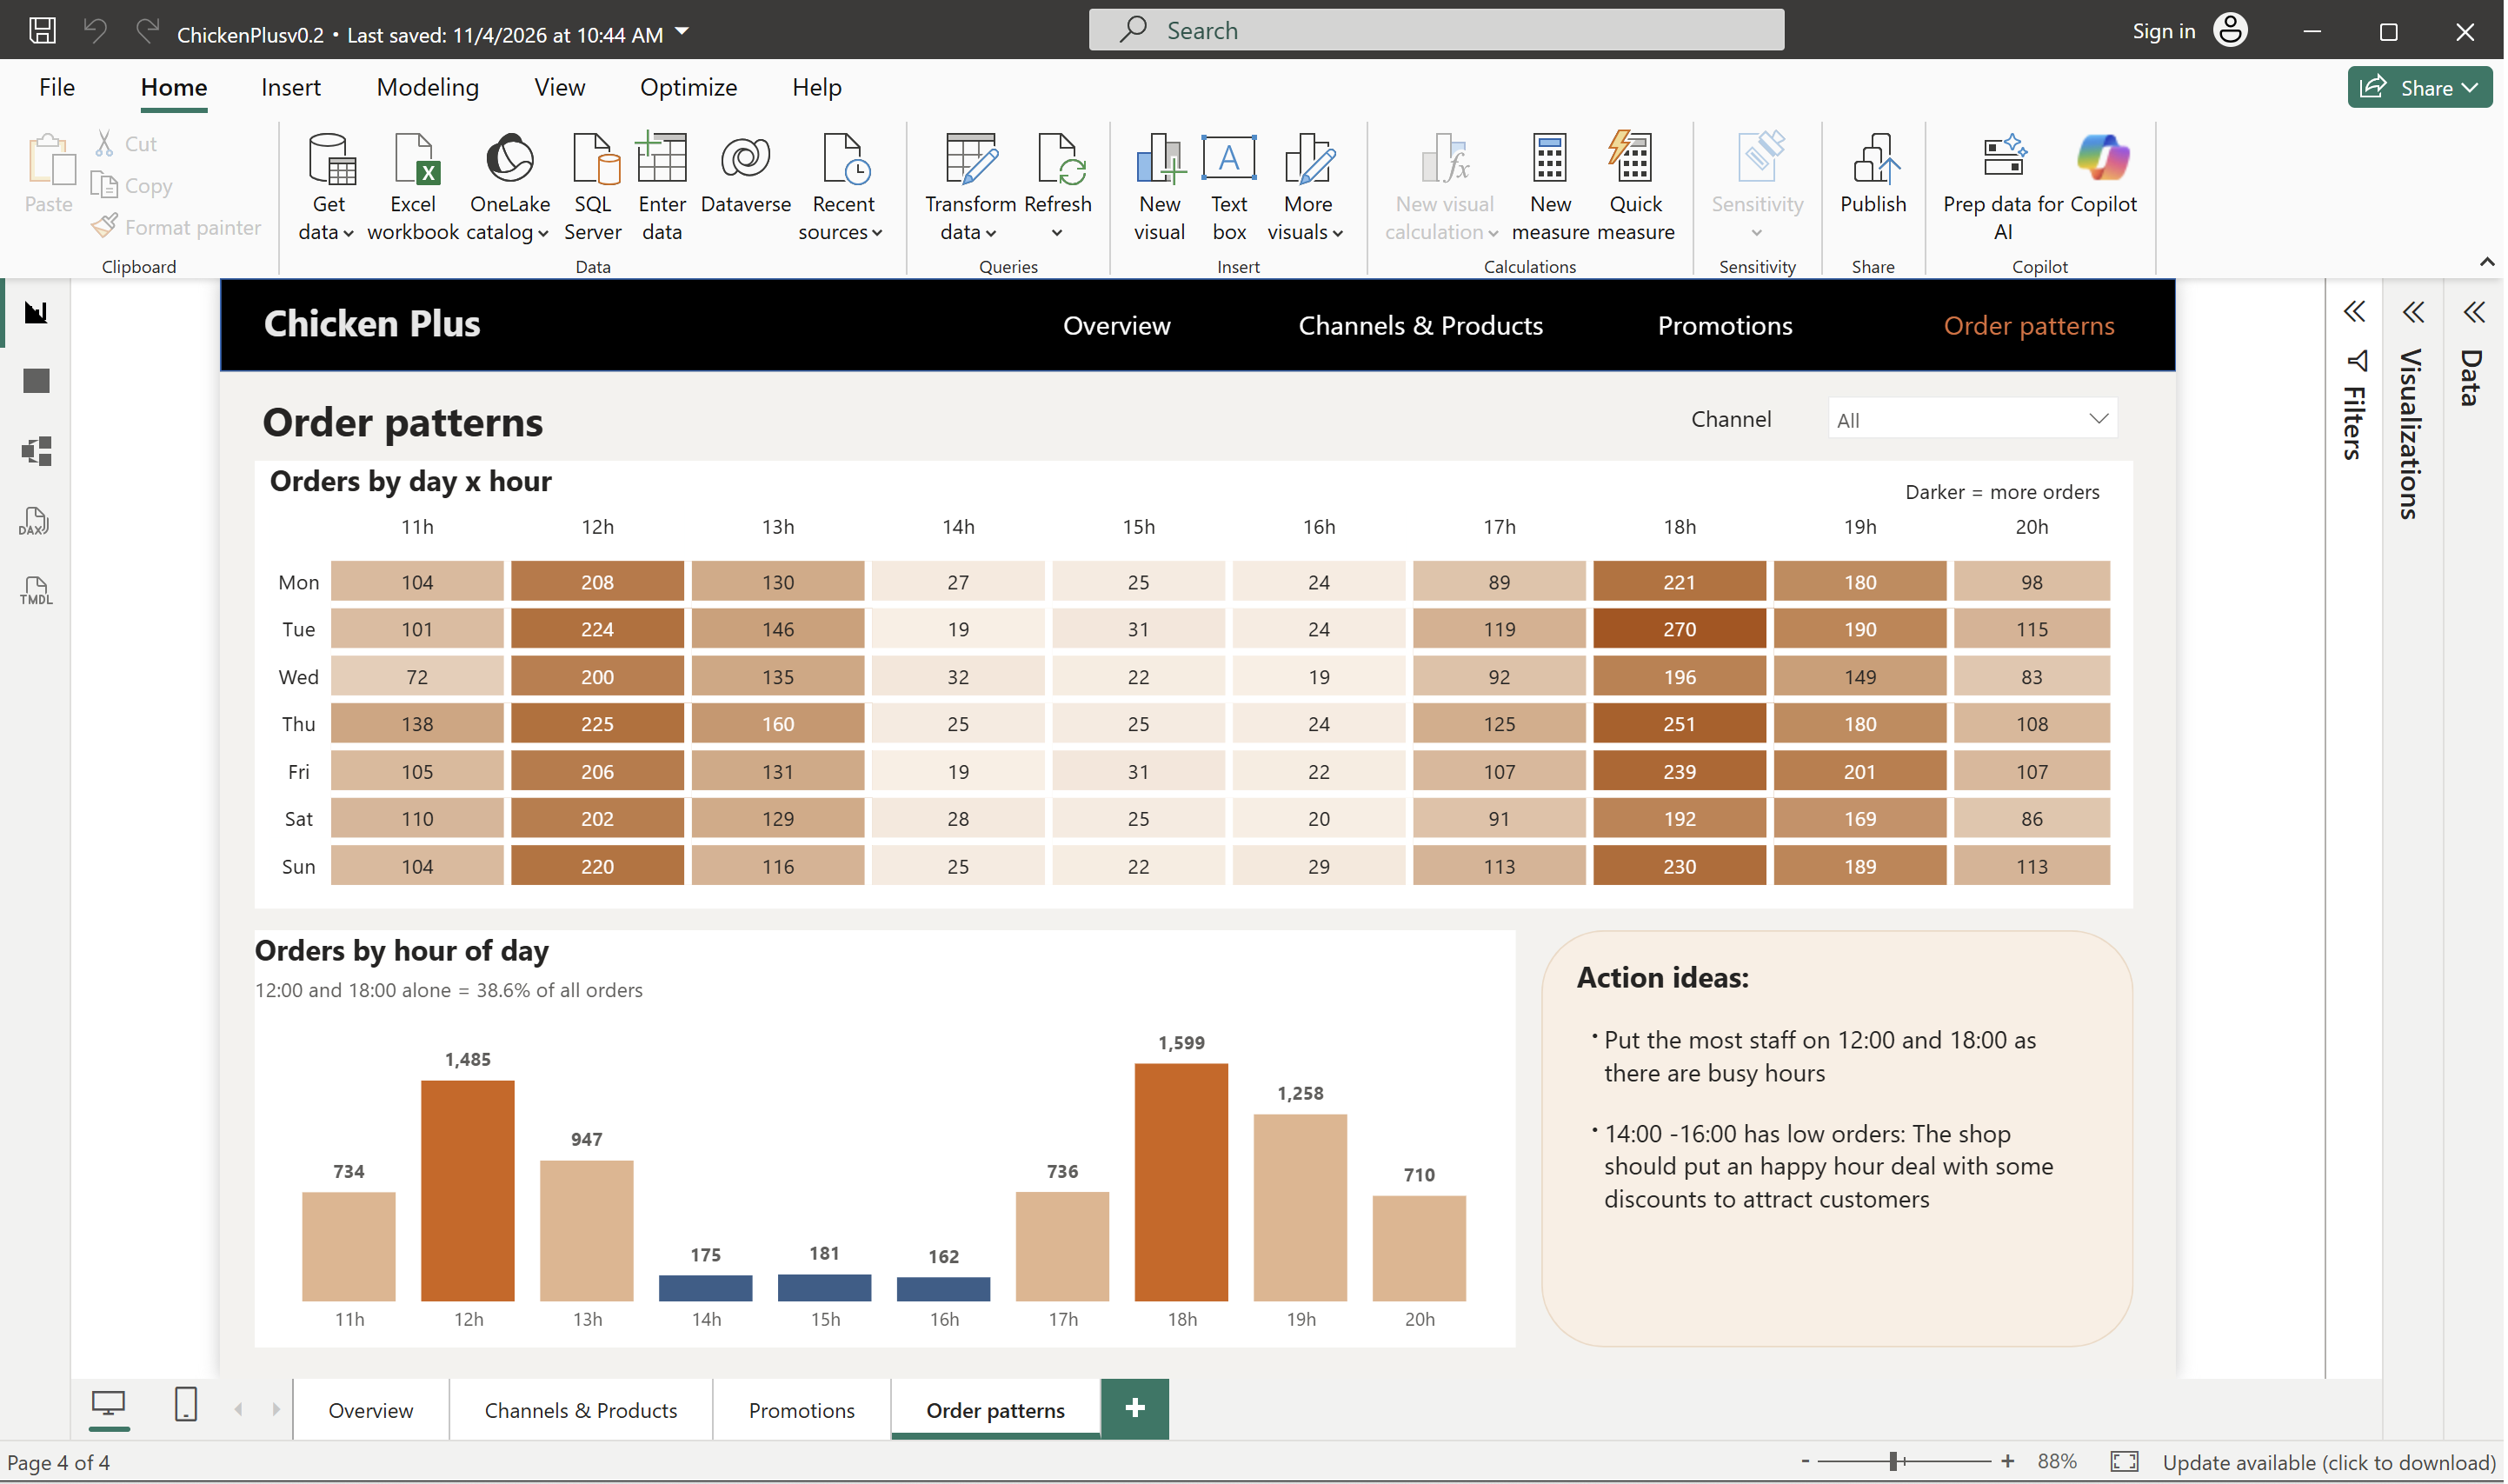 ChickenPlusv0.2 • Last saved: 11/4/2026 at 10:44 AM
Search
Sign in
File Home Insert Modeling View Optimize Help
Share
Paste
Cut
Copy
Format painter
Clipboard
Get data
Excel workbook
OneLake catalog
SQL Server
Enter data
Dataverse
Recent sources
Data
Transform data
Refresh
Queries
New visual
Text box
More visuals
Insert
New visual calculation
New measure
Quick measure
Calculations
Sensitivity
Sensitivity
Publish
Share
Prep data for AI
Copilot
Copilot
DAX
TMDL
Chicken Plus Overview Channels & Products Promotions Order patterns
Order patterns
Channel All
Orders by day x hour
Darker = more orders
11h 12h 13h 14h 15h 16h 17h 18h 19h 20h
Mon 104 208 130 27 25 24 89 221 180 98
Tue 101 224 146 19 31 24 119 270 190 115
Wed 72 200 135 32 22 19 92 196 149 83
Thu 138 225 160 25 25 24 125 251 180 108
Fri 105 206 131 19 31 22 107 239 201 107
Sat 110 202 129 28 25 20 91 192 169 86
Sun 104 220 116 25 22 29 113 230 189 113
Orders by hour of day
12:00 and 18:00 alone = 38.6% of all orders
734 1,485 947 175 181 162 736 1,599 1,258 710
11h 12h 13h 14h 15h 16h 17h 18h 19h 20h
Action ideas:
• Put the most staff on 12:00 and 18:00 as
there are busy hours
• 14:00 -16:00 has low orders: The shop
should put an happy hour deal with some
discounts to attract customers
Filters
Visualizations
Data
Overview Channels & Products Promotions Order patterns +
Page 4 of 4
- + 88%
Update available (click to download)